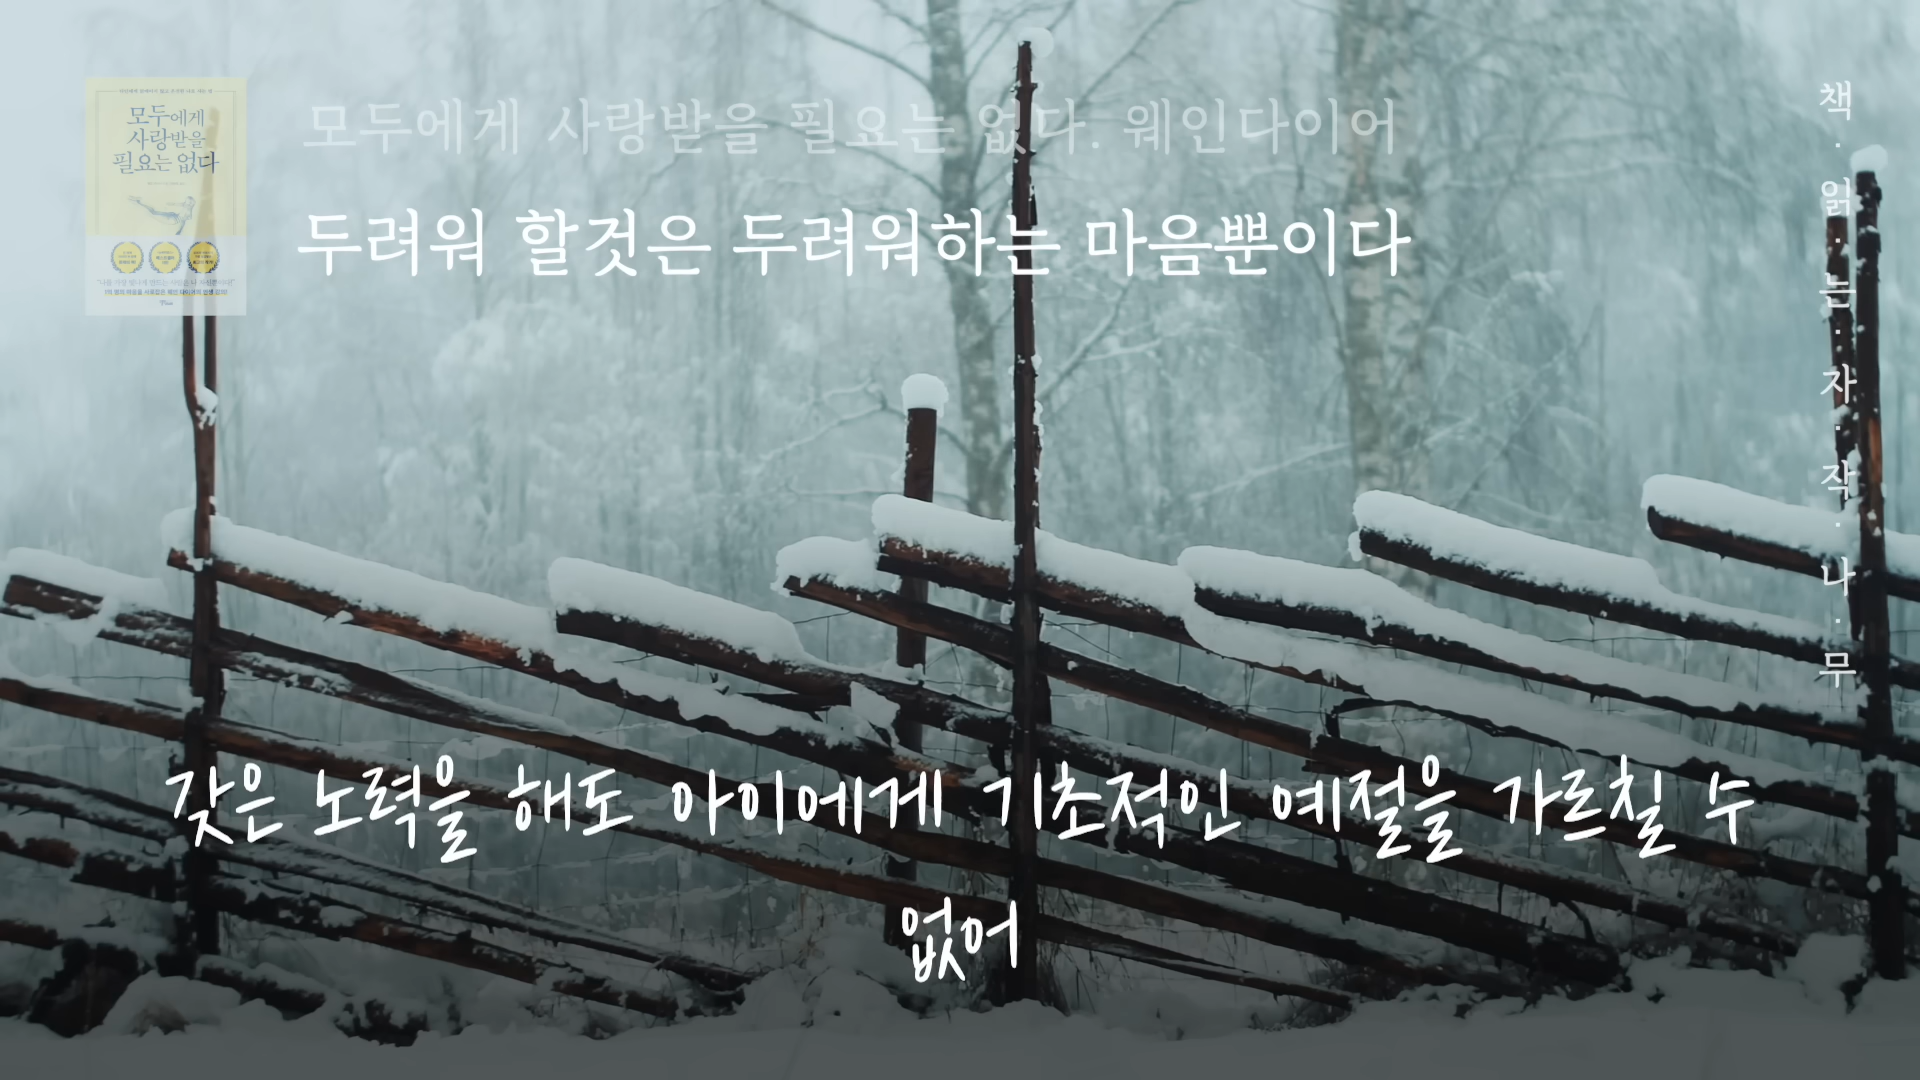 모두에게
사랑받을
필요는 없다
모두에게 사랑받을 필요는 없다. 웨인다이어
두려워 할것은 두려워하는 마음뿐이다
책·읽·는·자·작·나·무
갖은 노력을 해도 아이에게 기초적인 예절을 가르칠 수
없어